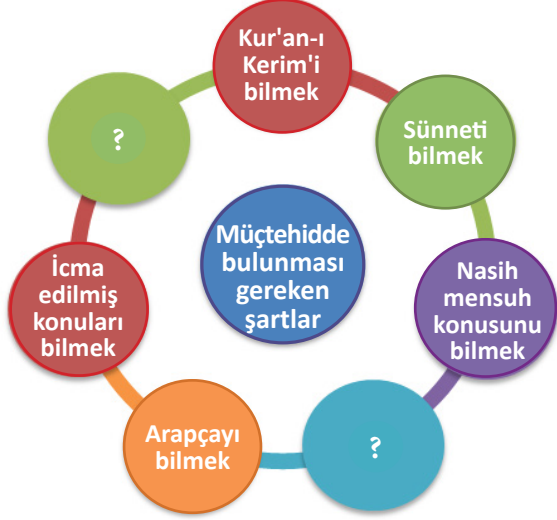 Kur'an-ı
Kerim'i
bilmek
Sünneti
bilmek
Nasih
mensuh
konusunu
bilmek
?
Arapçayı
bilmek
İcma
edilmiş
konuları
bilmek
?
Müçtehidde
bulunması
gereken
şartlar